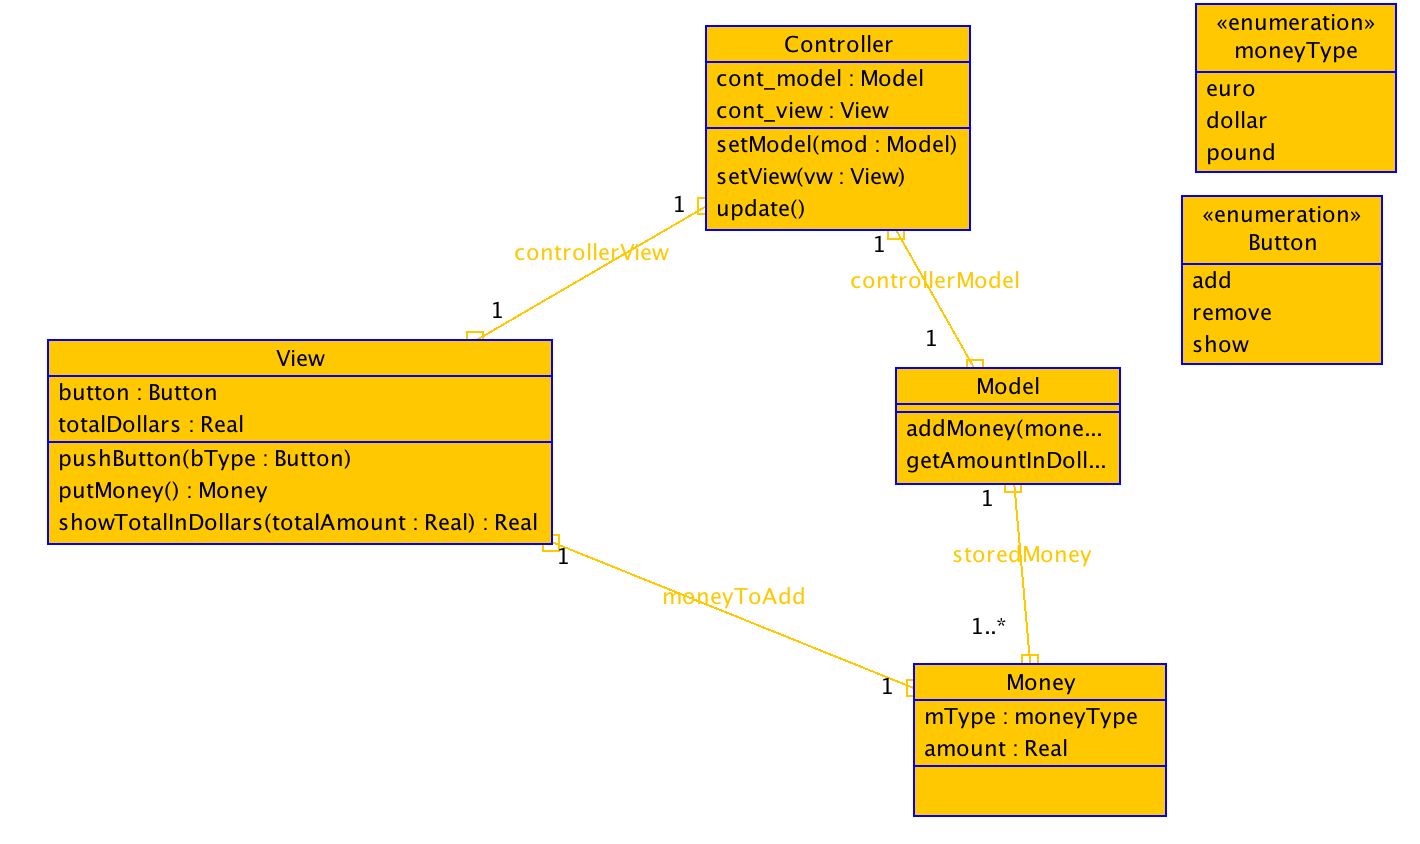 Controller
cont_model : Model
cont_view : View
setModel(mod : Model)
setView(vw : View)
update()
«enumeration»
moneyType
euro
dollar
pound
«enumeration»
Button
add
remove
show
1
controllerView
1
1
controllerModel
1
View
button : Button
totalDollars : Real
pushButton(bType : Button)
putMoney() : Money
showTotalInDollars(totalAmount : Real) : Real
Model
addMoney(mone...
getAmountInDoll...
1
storedMoney
1..*
1
moneyToAdd
1
Money
mType : moneyType
amount : Real